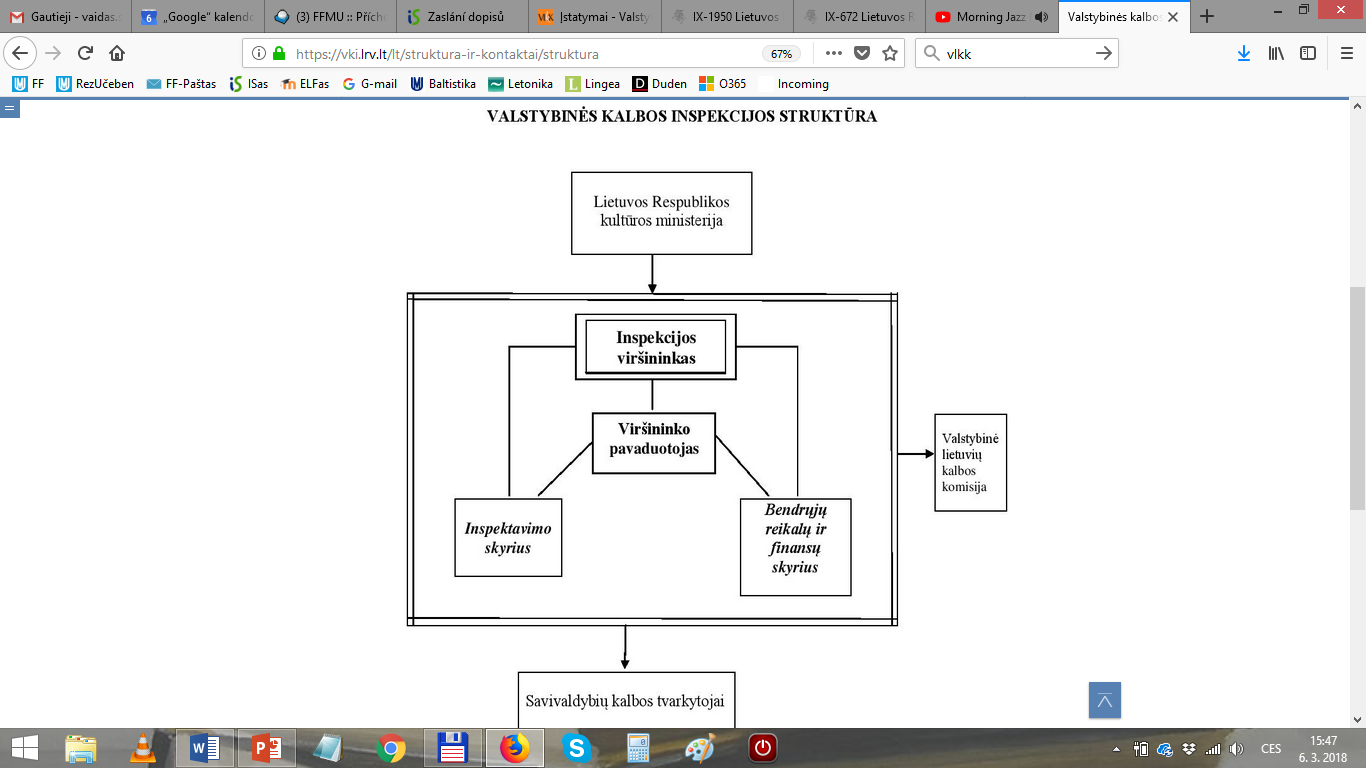 Gautieji - vaidas.
„Google“ kalendo
(3) FFMU :: Přícho
Zaslání dopisů
Įstatymai - Valsty
IX-1950 Lietuvos
IX-672 Lietuvos R
Morning Jazz
Valstybinės kalbos
https://vki.lrv.lt/lt/struktura-ir-kontaktai/struktura
67%
vlkk
FF
RezUčeben
FF-Paštas
ISas
ELFas
G-mail
Baltistika
Letonika
Lingea
Duden
O365
Incoming
VALSTYBINĖS KALBOS INSPEKCIJOS STRUKTŪRA
Lietuvos Respublikos
kultūros ministerija
Inspekcijos
viršininkas
Viršininko
pavaduotojas
Inspektavimo
skyrius
Bendrųjų
reikalų ir
finansų
skyrius
Valstybinė
lietuvių
kalbos
komisija
Savivaldybių kalbos tvarkytojai
CES
15:47
6. 3. 2018